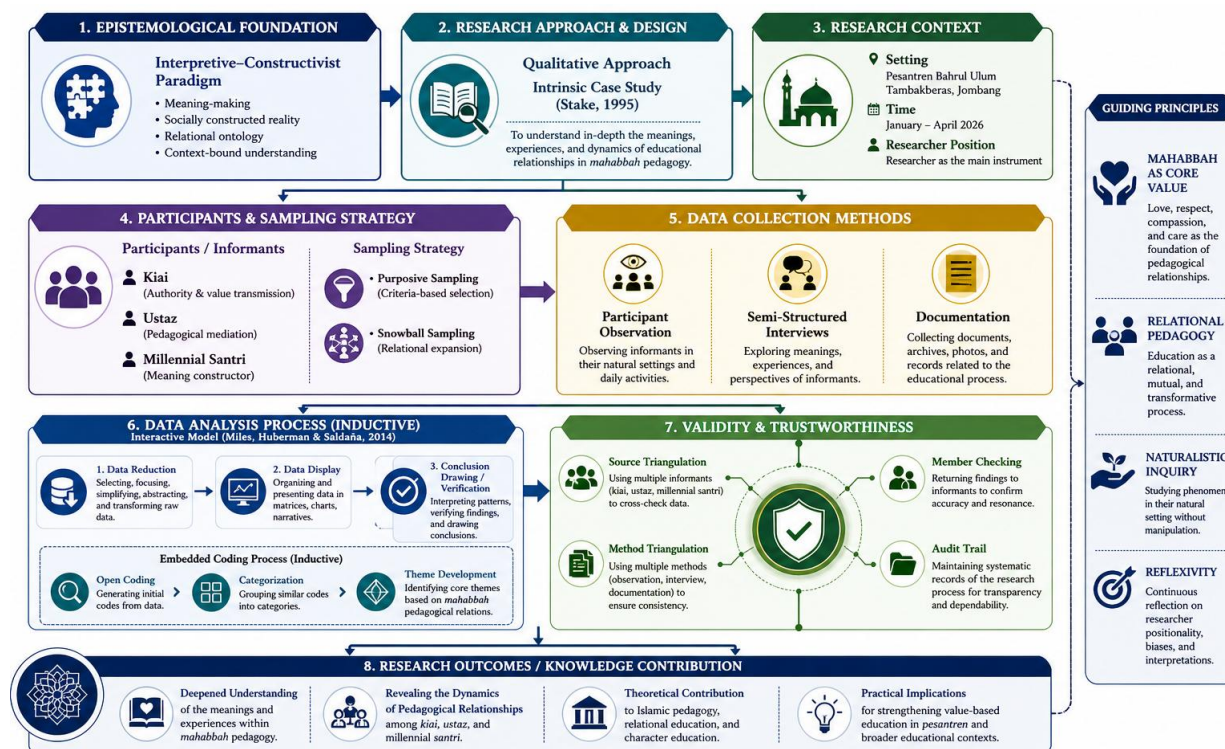 1. EPISTEMOLOGICAL FOUNDATION
Interpretive–Constructivist
Paradigm
• Meaning-making
• Socially constructed reality
• Relational ontology
• Context-bound understanding
2. RESEARCH APPROACH & DESIGN
Qualitative Approach
Intrinsic Case Study
(Stake, 1995)
To understand in-depth the meanings,
experiences, and dynamics of educational
relationships in mahabbah pedagogy.
3. RESEARCH CONTEXT
Setting
Pesantren Bahrul Ulum
Tambakberas, Jombang
Time
January – April 2026
Researcher Position
Researcher as the main instrument
4. PARTICIPANTS & SAMPLING STRATEGY
Participants / Informants
Kiai
(Authority & value transmission)
Ustaz
(Pedagogical mediation)
Millennial Santri
(Meaning constructor)
Sampling Strategy
• Purposive Sampling
(Criteria-based selection)
• Snowball Sampling
(Relational expansion)
5. DATA COLLECTION METHODS
Participant
Observation
Observing informants in
their natural settings and
daily activities.
Semi-Structured
Interviews
Exploring meanings,
experiences, and
perspectives of informants.
Documentation
Collecting documents,
archives, photos, and
records related to the
educational process.
6. DATA ANALYSIS PROCESS (INDUCTIVE)
Interactive Model (Miles, Huberman & Saldaña, 2014)
1. Data Reduction
Selecting, focusing,
simplifying, abstracting,
and transforming raw
data.
2. Data Display
Organizing and
presenting data in
matrices, charts,
narratives.
3. Conclusion
Drawing /
Verification
Interpreting patterns,
verifying findings,
and drawing
conclusions.
Embedded Coding Process (Inductive)
Open Coding
Generating initial
codes from data.
Categorization
Grouping similar codes
into categories.
Theme Development
Identifying core themes
based on mahabbah
pedagogical relations.
7. VALIDITY & TRUSTWORTHINESS
Source Triangulation
Using multiple informants
(kiai, ustaz, millennial santri)
to cross-check data.
Method Triangulation
Using multiple methods
(observation, interview,
documentation) to
ensure consistency.
Member Checking
Returning findings to
informants to confirm
accuracy and resonance.
Audit Trail
Maintaining systematic
records of the research
process for transparency
and dependability.
8. RESEARCH OUTCOMES / KNOWLEDGE CONTRIBUTION
Deepened Understanding
of the meanings and
experiences within
mahabbah pedagogy.
Revealing the Dynamics
of Pedagogical Relationships
among kiai, ustaz, and
millennial santri.
Theoretical Contribution
to Islamic pedagogy,
relational education, and
character education.
Practical Implications
for strengthening value-based
education in pesantren and
broader educational contexts.
GUIDING PRINCIPLES
MAHABBAH
AS CORE
VALUE
Love, respect,
compassion,
and care as the
foundation of
pedagogical
relationships.
RELATIONAL
PEDAGOGY
Education as a
relational,
mutual, and
transformative
process.
NATURALISTIC
INQUIRY
Studying phenomen
in their natural
setting without
manipulation.
REFLEXIVITY
Continuous
reflection on
researcher
positionality,
biases, and
interpretations.